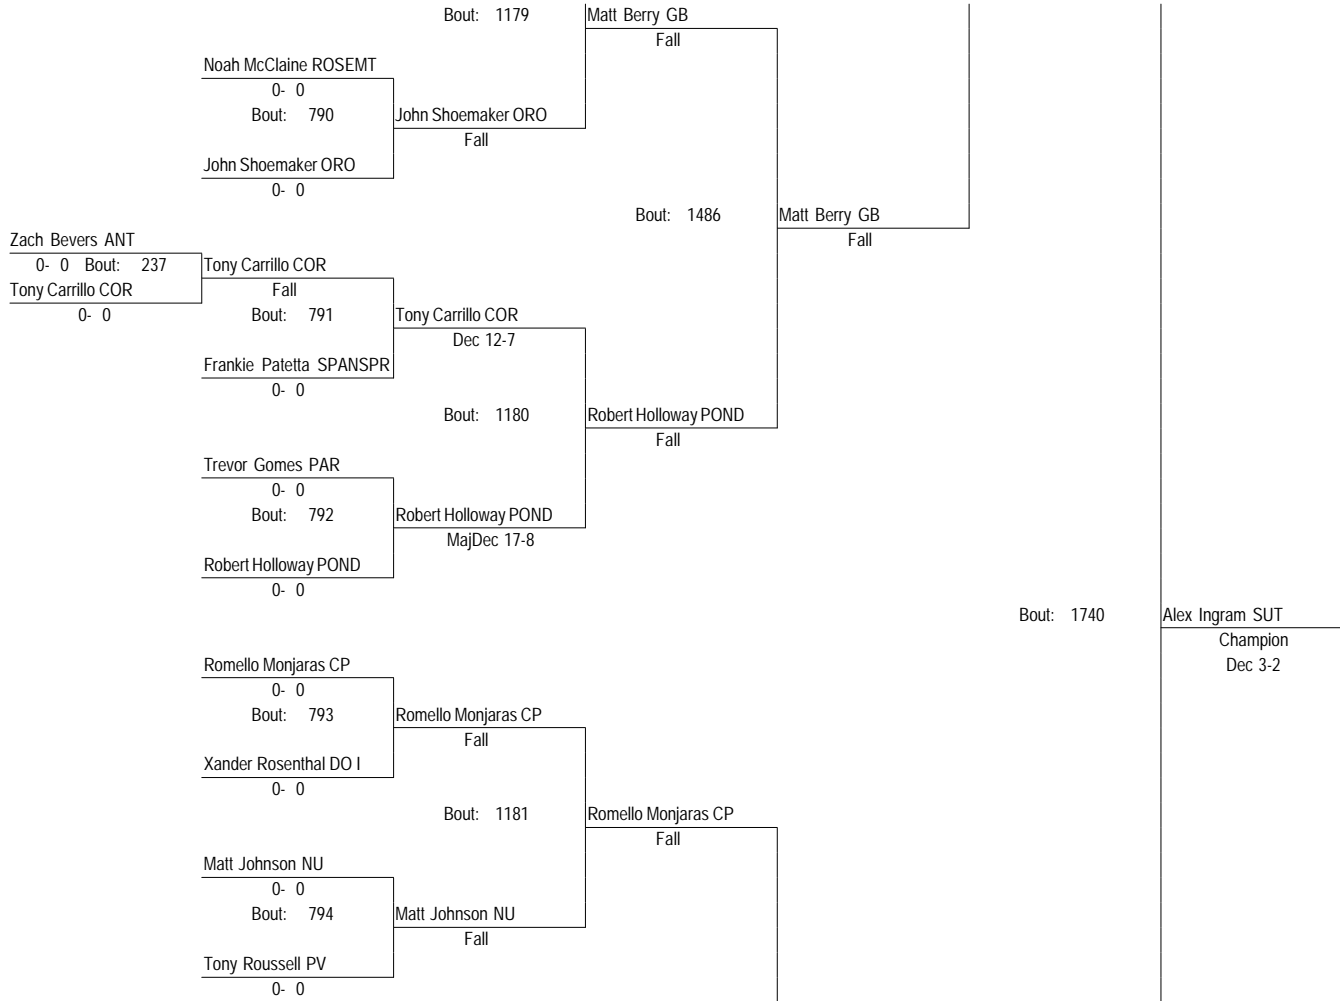 Bout: 1179 Matt Berry GB
Fall
Noah McClaine ROSEMT
0- 0
Bout: 790 John Shoemaker ORO
Fall
John Shoemaker ORO
0- 0
Bout: 1486 Matt Berry GB
Fall
Zach Bevers ANT
0- 0 Bout: 237 Tony Carrillo COR
Tony Carrillo COR Fall
0- 0 Bout: 791 Tony Carrillo COR
Dec 12-7
Frankie Patetta SPANSPR
0- 0
Bout: 1180 Robert Holloway POND
Fall
Trevor Gomes PAR
0- 0
Bout: 792 Robert Holloway POND
MajDec 17-8
Robert Holloway POND
0- 0
Bout: 1740 Alex Ingram SUT
Champion
Dec 3-2
Romello Monjaras CP
0- 0
Bout: 793 Romello Monjaras CP
Fall
Xander Rosenthal DO I
0- 0
Bout: 1181 Romello Monjaras CP
Fall
Matt Johnson NU
0- 0
Bout: 794 Matt Johnson NU
Fall
Tony Roussell PV
0- 0